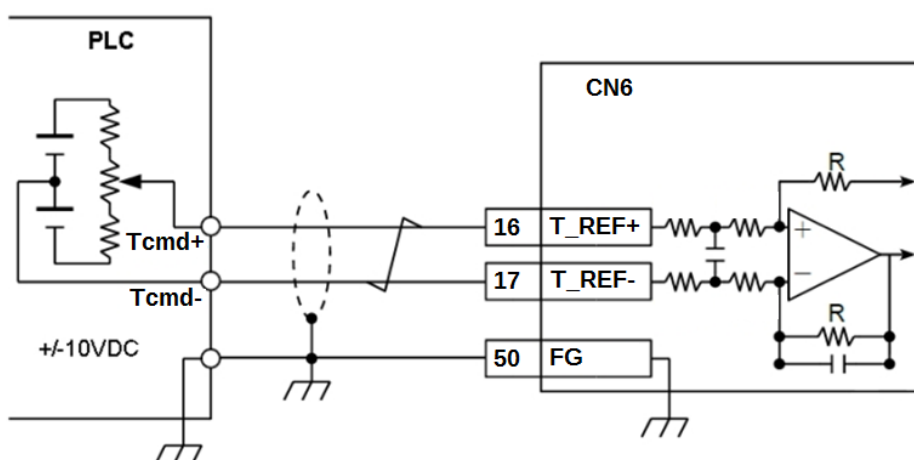 PLC
CN6
R
Tcmd+
16 T_REF+
+
Tcmd-
17 T_REF-
−
R
+/-10VDC
50 FG